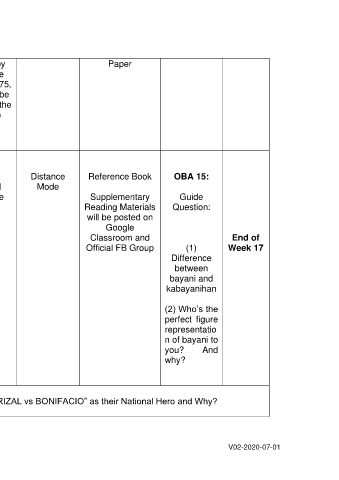 Paper
75,
be
the
Distance
Mode
Reference Book
Supplementary
Reading Materials
will be posted on
Google
Classroom and
Official FB Group
OBA 15:
Guide
Question:
(1)
Difference
between
bayani and
kabayanihan
(2) Who's the
perfect figure
representatio
n of bayani to
you? And
why?
End of
Week 17
RIZAL vs BONIFACIO" as their National Hero and Why?
V02-2020-07-01